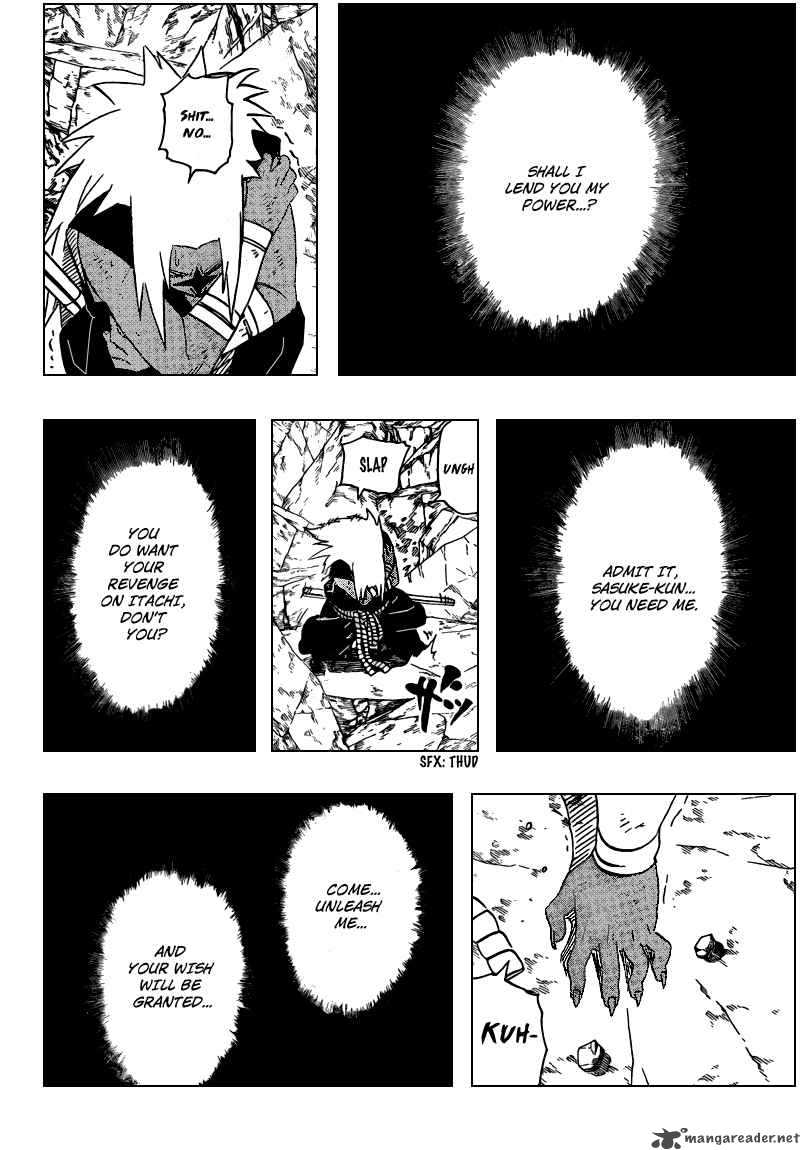 SHALL I
LEND YOU MY
POWER...?
SHIT...
NO...
ADMIT IT,
SASUKE-KUN...
YOU NEED ME.
UNGH
SLAP
ザッ
SFX: THUD
YOU
DO WANT
YOUR
REVENGE
ON ITACHI,
DON'T
YOU?
KUH-
COME...
UNLEASH
ME...
AND
YOUR WISH
WILL BE
GRANTED...
mangareader.net